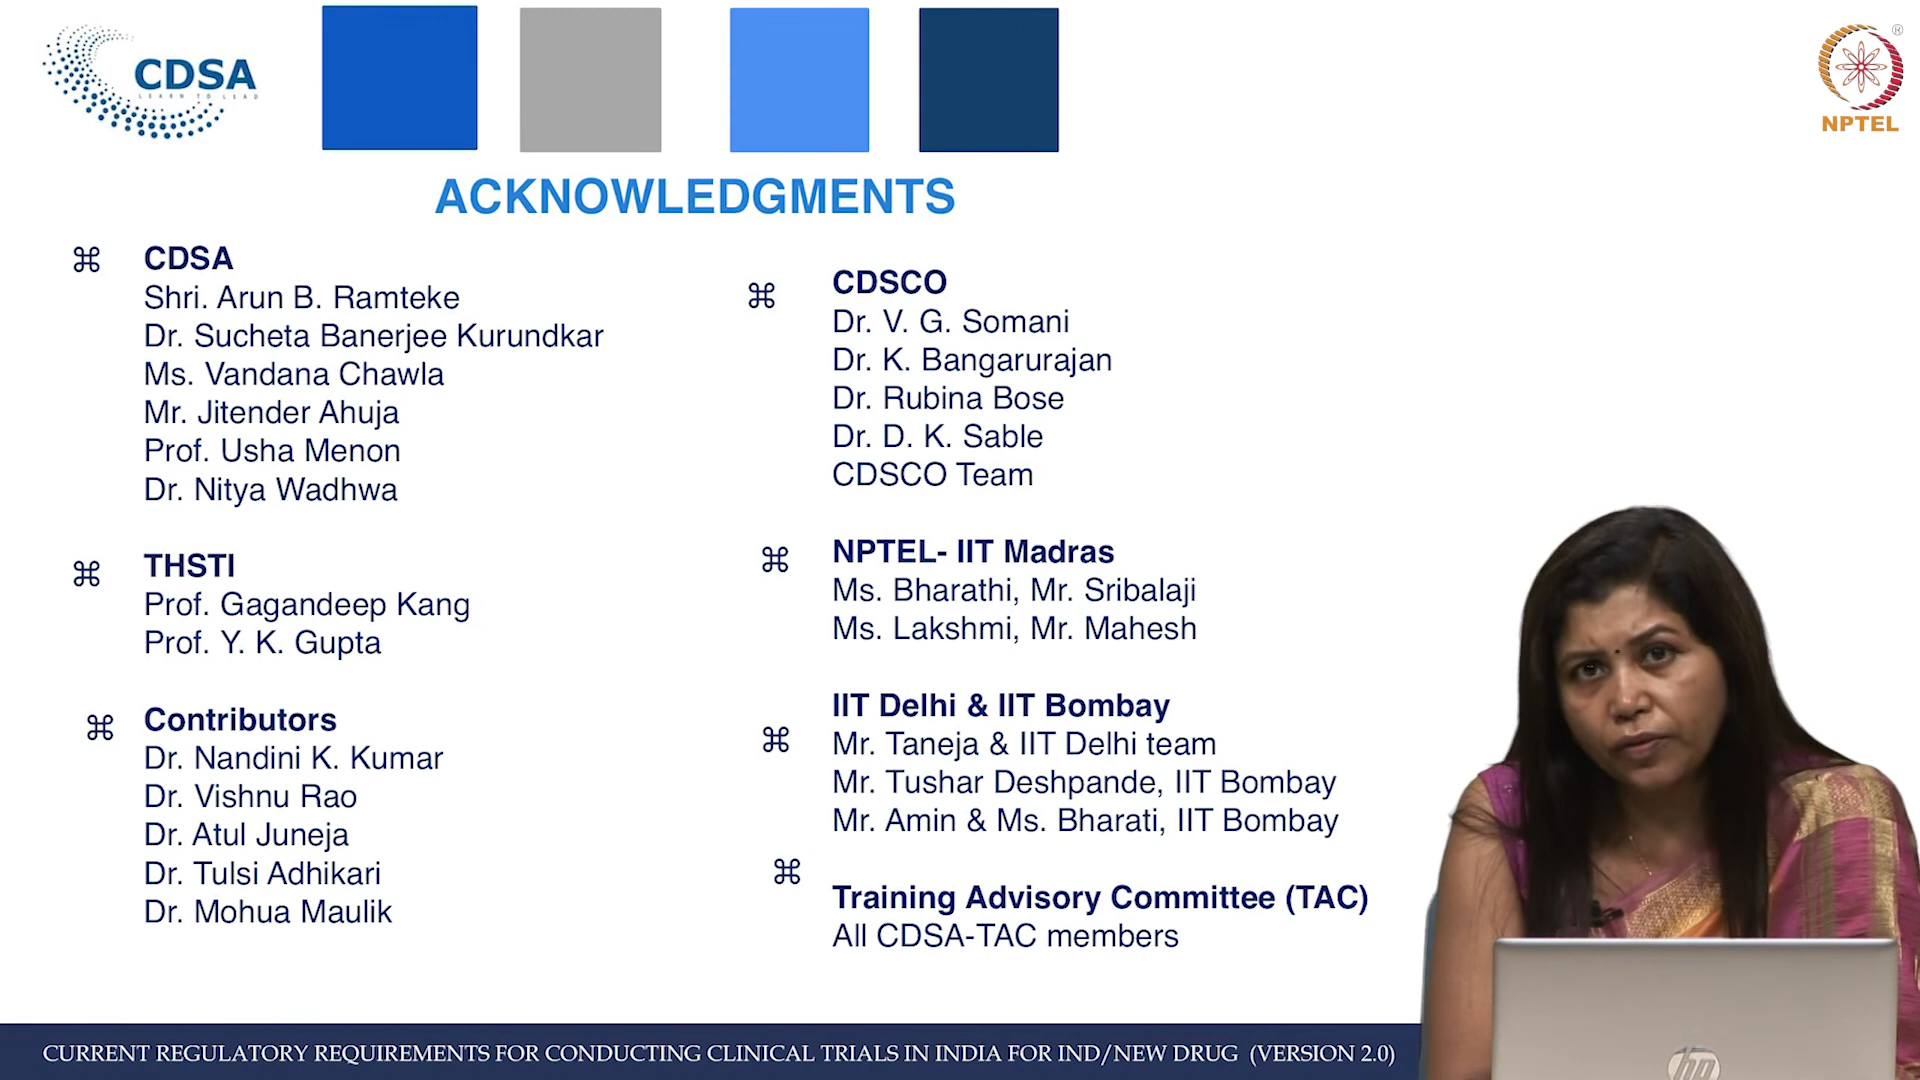 CDSA
LEARN TO LEAD
®
NPTEL
ACKNOWLEDGMENTS
⌘ CDSA
Shri. Arun B. Ramteke
Dr. Sucheta Banerjee Kurundkar
Ms. Vandana Chawla
Mr. Jitender Ahuja
Prof. Usha Menon
Dr. Nitya Wadhwa
⌘ THSTI
Prof. Gagandeep Kang
Prof. Y. K. Gupta
⌘ Contributors
Dr. Nandini K. Kumar
Dr. Vishnu Rao
Dr. Atul Juneja
Dr. Tulsi Adhikari
Dr. Mohua Maulik
⌘ CDSCO
Dr. V. G. Somani
Dr. K. Bangarurajan
Dr. Rubina Bose
Dr. D. K. Sable
CDSCO Team
⌘ NPTEL- IIT Madras
Ms. Bharathi, Mr. Sribalaji
Ms. Lakshmi, Mr. Mahesh
⌘ IIT Delhi & IIT Bombay
Mr. Taneja & IIT Delhi team
Mr. Tushar Deshpande, IIT Bombay
Mr. Amin & Ms. Bharati, IIT Bombay
⌘ Training Advisory Committee (TAC)
All CDSA-TAC members
hp
CURRENT REGULATORY REQUIREMENTS FOR CONDUCTING CLINICAL TRIALS IN INDIA FOR IND/NEW DRUG (VERSION 2.0)